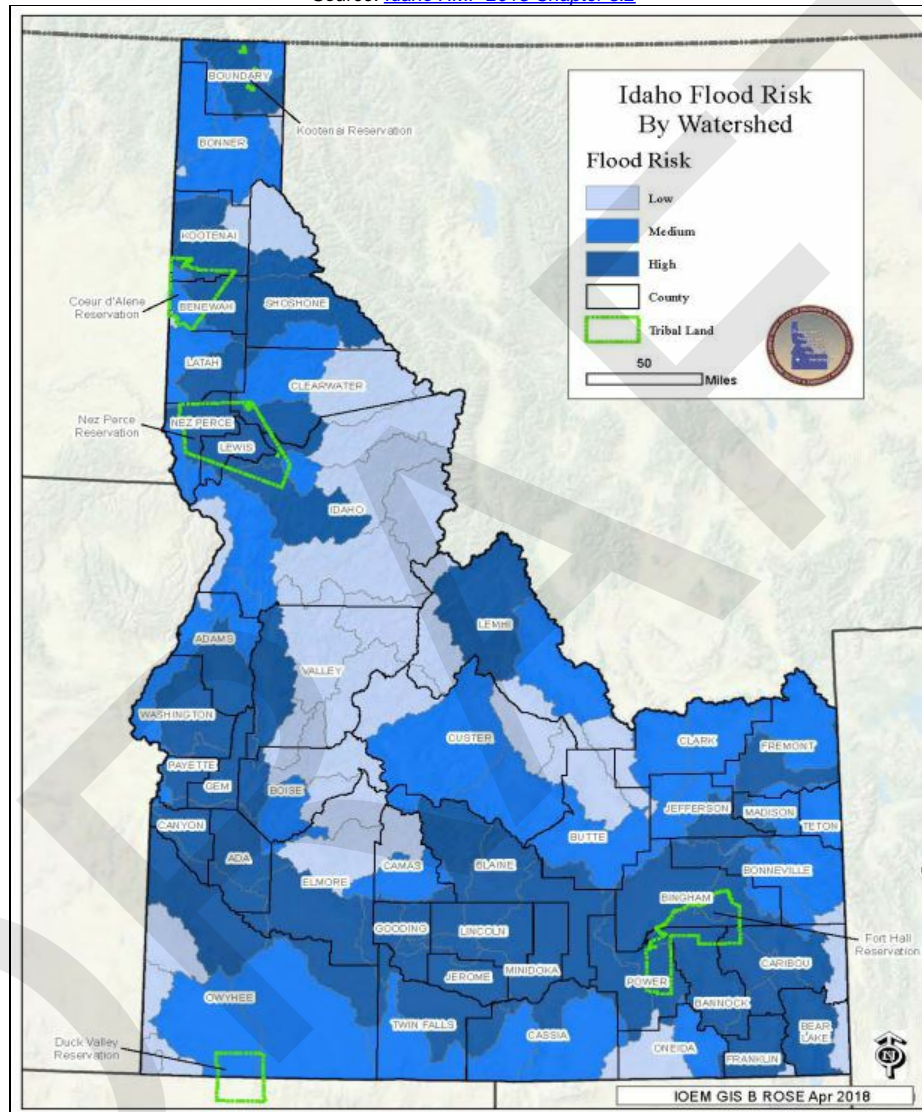 Idaho Flood Risk
By Watershed
Flood Risk
Low
Medium
High
County
Tribal Land
50
Miles
BOUNDARY
Kootenai Reservation
BONNER
KOOTENAI
Coeur d'Alene
Reservation
BENEWAH
SHOSHONE
LATAH
CLEARWATER
Nez Perce
Reservation
NEZ PERCE
LEWIS
IDAHO
LEMHI
ADAMS
VALLEY
WASHINGTON
CUSTER
CLARK
FREMONT
PAYETTE
GEM
BOISE
JEFFERSON
MADISON
TETON
CANYON
ADA
BUTTE
ELMORE
CAMAS
BLAINE
BONNEVILLE
BINGHAM
GOODING
LINCOLN
Fort Hall
Reservation
JEROME
MINIDOKA
POWER
CARIBOU
OWYHEE
BANNOCK
TWIN FALLS
CASSIA
ONEIDA
BEAR
LAKE
FRANKLIN
Duck Valley
Reservation
N
IOEM GIS B ROSE Apr 2018
DRAFT